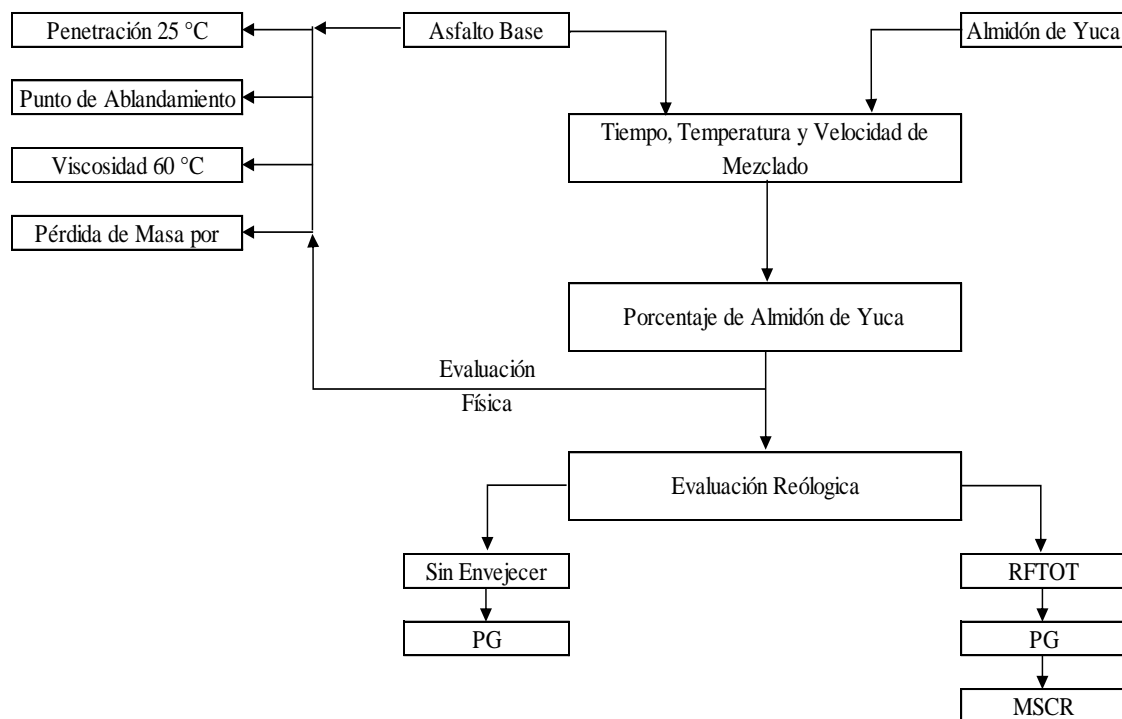 Penetración 25 °C
Asfalto Base
Almidón de Yuca
Punto de Ablandamiento
Tiempo, Temperatura y Velocidad de
Mezclado
Viscosidad 60 °C
Pérdida de Masa por
Porcentaje de Almidón de Yuca
Evaluación
Física
Evaluación Reólogica
Sin Envejecer
RFTOT
PG
PG
MSCR